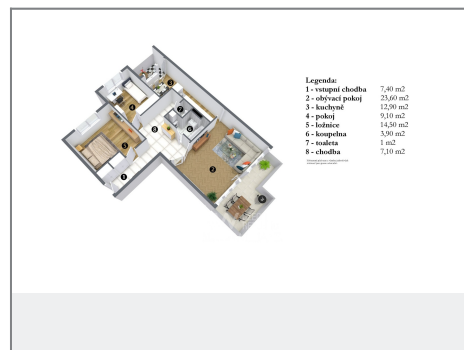 Legenda:
1 - vstupní chodba 7,40 m2
2 - obývací pokoj 23,60 m2
3 - kuchyně 12,90 m2
4 - pokoj 9,10 m2
5 - ložnice 14,50 m2
6 - koupelna 3,90 m2
7 - toaleta 1 m2
8 - chodba 7,10 m2